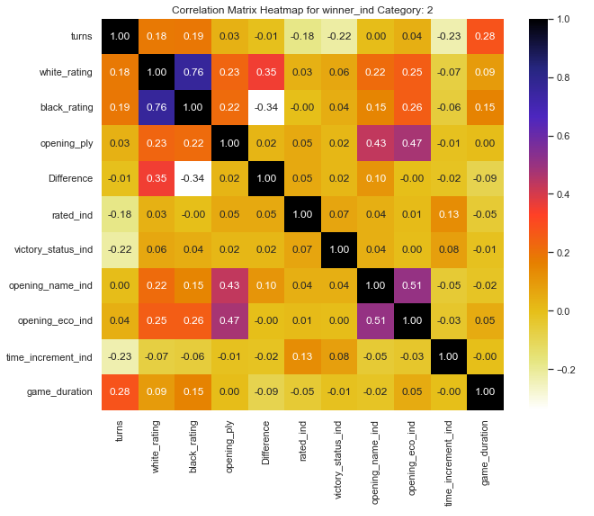 Correlation Matrix Heatmap for winner_ind Category: 2
turns 1.00 0.18 0.19 0.03 -0.01 -0.18 -0.22 0.00 0.04 -0.23 0.28
white_rating 0.18 1.00 0.76 0.23 0.35 0.03 0.06 0.22 0.25 -0.07 0.09
black_rating 0.19 0.76 1.00 0.22 -0.34 -0.00 0.04 0.15 0.26 -0.06 0.15
opening_ply 0.03 0.23 0.22 1.00 0.02 0.05 0.02 0.43 0.47 -0.01 0.00
Difference -0.01 0.35 -0.34 0.02 1.00 0.05 0.02 0.10 -0.00 -0.02 -0.09
rated_ind -0.18 0.03 -0.00 0.05 0.05 1.00 0.07 0.04 0.01 0.13 -0.05
victory_status_ind -0.22 0.06 0.04 0.02 0.02 0.07 1.00 0.04 0.00 0.08 -0.01
opening_name_ind 0.00 0.22 0.15 0.43 0.10 0.04 0.04 1.00 0.51 -0.05 -0.02
opening_eco_ind 0.04 0.25 0.26 0.47 -0.00 0.01 0.00 0.51 1.00 -0.03 0.05
time_increment_ind -0.23 -0.07 -0.06 -0.01 -0.02 0.13 0.08 -0.05 -0.03 1.00 -0.00
game_duration 0.28 0.09 0.15 0.00 -0.09 -0.05 -0.01 -0.02 0.05 -0.00 1.00
turns
white_rating
black_rating
opening_ply
Difference
rated_ind
victory_status_ind
opening_name_ind
opening_eco_ind
time_increment_ind
game_duration
1.0
0.8
0.6
0.4
0.2
0.0
-0.2